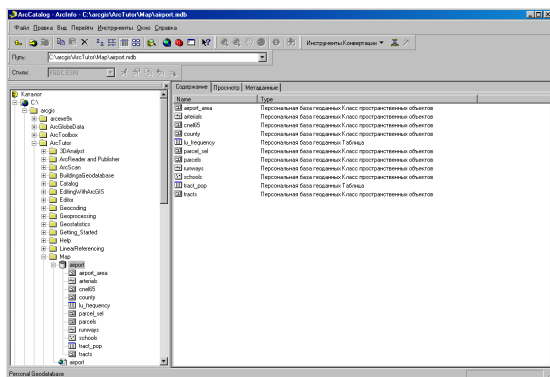 ArcCatalog - ArcInfo - C:\arcgis\ArcTutor\Map\airport.mdb
Файл Правка Вид Перейти Инструменты Окно Справка
Инструменты Конвертации
Путь: C:\arcgis\ArcTutor\Map\airport.mdb
Стили: FGDC ESRI
Каталог
C:\
arcgis
arcexe9x
ArcGlobeData
ArcToolbox
ArcTutor
3DAnalyst
ArcReader and Publisher
ArcScan
BuildingaGeodatabase
Catalog
EditingWithArcGIS
Editor
Geocoding
Geoprocessing
Geostatistics
Getting_Started
Help
LinearReferencing
Map
airport
airport_area
arterials
cnel65
county
lu_frequency
parcel_sel
parcels
runways
schools
tract_pop
tracts
airport
Содержание Просмотр Метаданные
Name Type
airport_area Персональная база геоданных Класс пространственных объектов
arterials Персональная база геоданных Класс пространственных объектов
cnel65 Персональная база геоданных Класс пространственных объектов
county Персональная база геоданных Класс пространственных объектов
lu_frequency Персональная база геоданных Таблица
parcel_sel Персональная база геоданных Класс пространственных объектов
parcels Персональная база геоданных Класс пространственных объектов
runways Персональная база геоданных Класс пространственных объектов
schools Персональная база геоданных Класс пространственных объектов
tract_pop Персональная база геоданных Таблица
tracts Персональная база геоданных Класс пространственных объектов
Personal Geodatabase